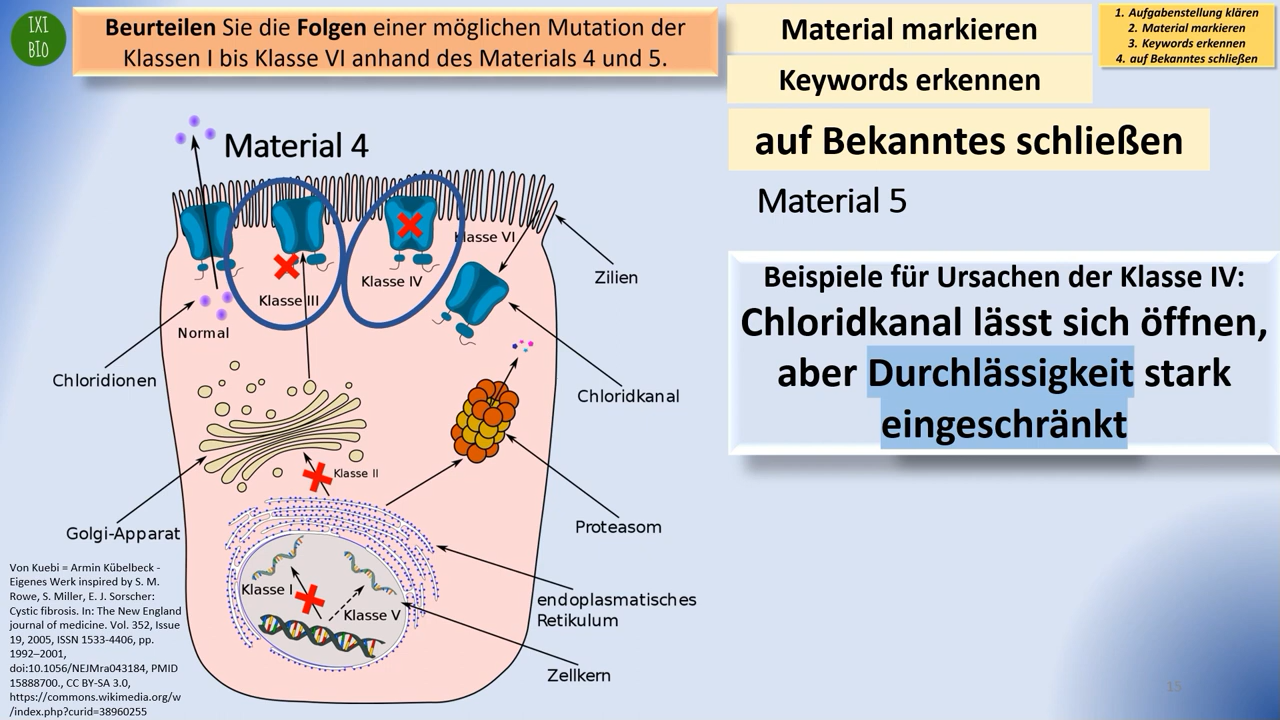 IXI
BIO
Beurteilen Sie die Folgen einer möglichen Mutation der
Klassen I bis Klasse VI anhand des Materials 4 und 5.
Material markieren
Keywords erkennen
auf Bekanntes schließen
1. Aufgabenstellung klären
2. Material markieren
3. Keywords erkennen
4. auf Bekanntes schließen
Material 4
Material 5
Beispiele für Ursachen der Klasse IV:
Chloridkanal lässt sich öffnen,
aber Durchlässigkeit stark
eingeschränkt
Klasse VI
Zilien
Klasse IV
Klasse III
Normal
Chloridionen
Chloridkanal
Klasse II
Golgi-Apparat
Proteasom
Klasse I
Klasse V
endoplasmatisches
Retikulum
Zellkern
Von Kuebi = Armin Kübelbeck -
Eigenes Werk inspired by S. M.
Rowe, S. Miller, E. J. Sorscher:
Cystic fibrosis. In: The New England
journal of medicine. Vol. 352, Issue
19, 2005, ISSN 1533-4406, pp.
1992–2001,
doi:10.1056/NEJMra043184, PMID
15888700., CC BY-SA 3.0,
https://commons.wikimedia.org/w
/index.php?curid=38960255
15